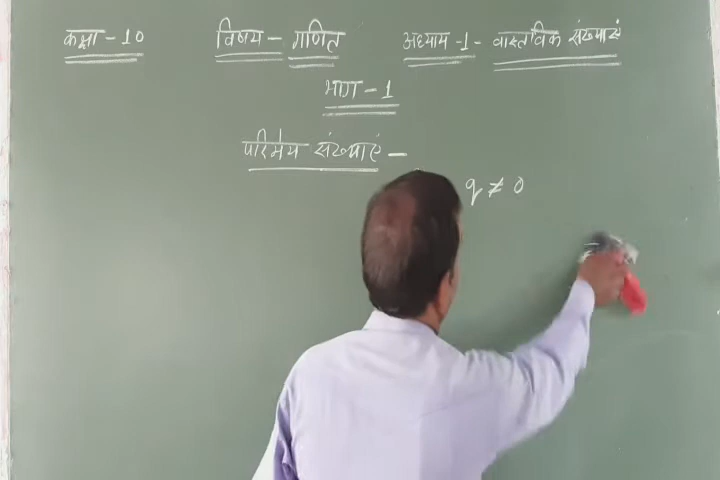 कक्षा - 10 विषय - गणित अध्याय - 1 - वास्तविक संख्याएं
भाग - 1
परिमेय संख्याएं -
q ≠ 0